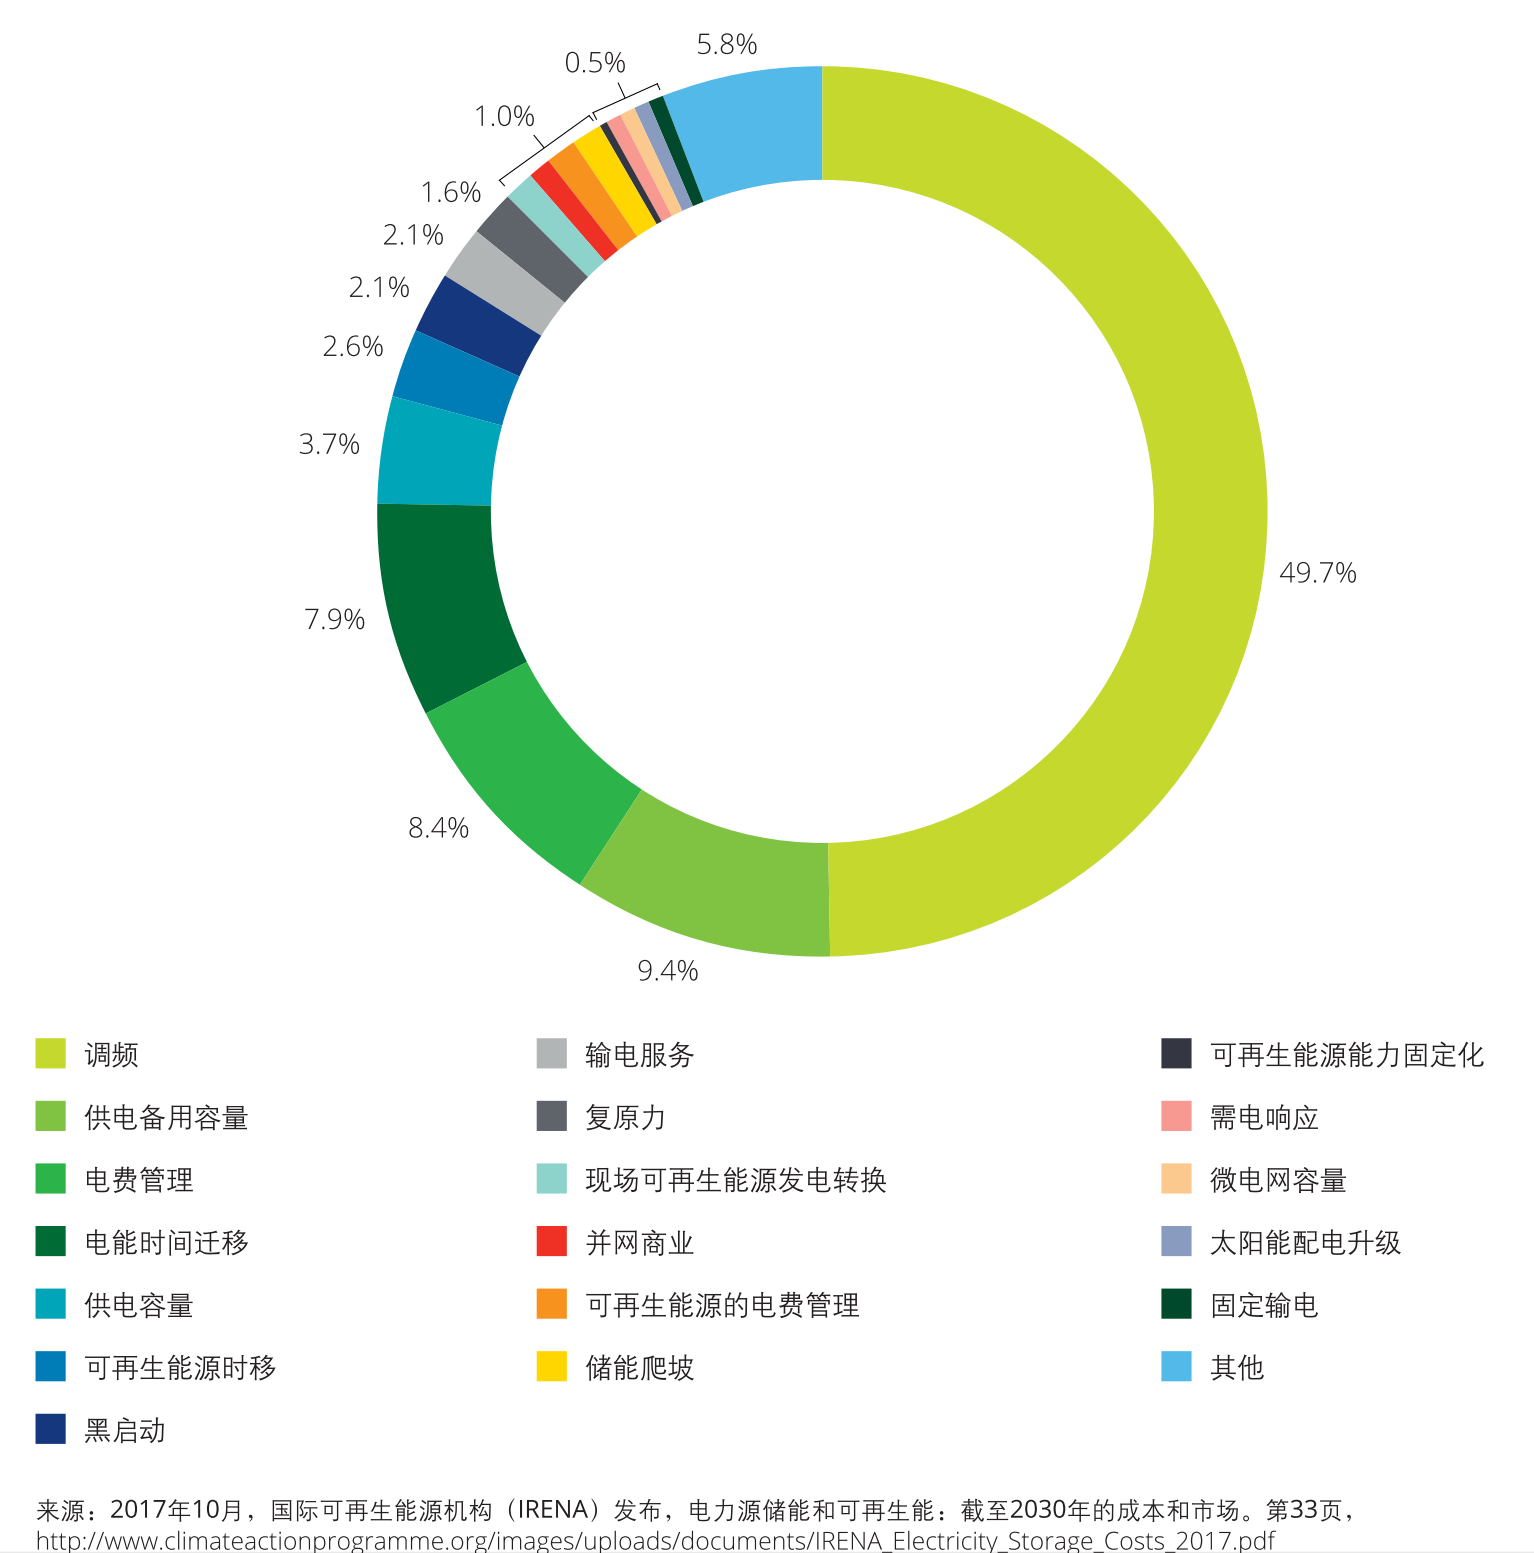 5.8%
0.5%
1.0%
1.6%
2.1%
2.1%
2.6%
3.7%
49.7%
7.9%
8.4%
9.4%
调频
供电备用容量
电费管理
电能时间迁移
供电容量
可再生能源时移
黑启动
输电服务
复原力
现场可再生能源发电转换
并网商业
可再生能源的电费管理
储能爬坡
可再生能源能力固定化
需电响应
微电网容量
太阳能配电升级
固定输电
其他
来源：2017年10月，国际可再生能源机构（IRENA）发布，电力源储能和可再生能：截至2030年的成本和市场。第33页，
http://www.climateactionprogramme.org/images/uploads/documents/IRENA_Electricity_Storage_Costs_2017.pdf